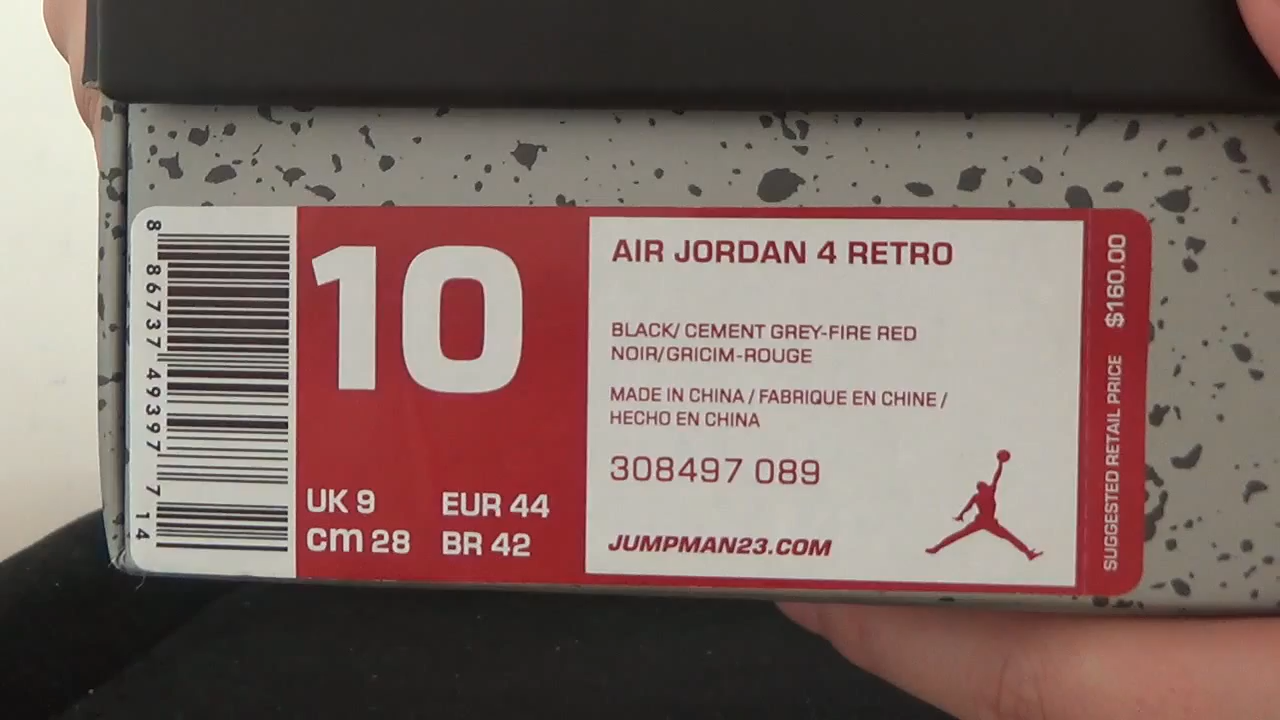 8 86737 49397 7 14
10
UK 9 EUR 44
cm 28 BR 42
AIR JORDAN 4 RETRO
BLACK/ CEMENT GREY-FIRE RED
NOIR/GRICIM-ROUGE
MADE IN CHINA / FABRIQUE EN CHINE /
HECHO EN CHINA
308497 089
JUMPMAN23.COM
SUGGESTED RETAIL PRICE $160.00